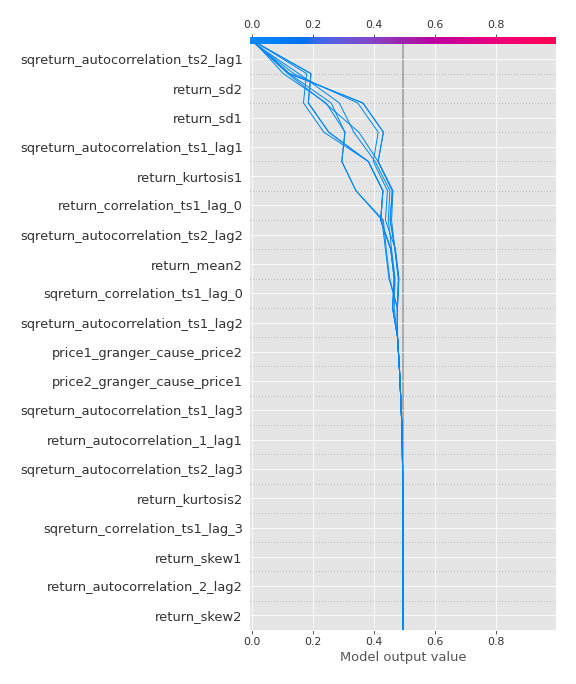 0.0 0.2 0.4 0.6 0.8
sqreturn_autocorrelation_ts2_lag1
return_sd2
return_sd1
sqreturn_autocorrelation_ts1_lag1
return_kurtosis1
return_correlation_ts1_lag_0
sqreturn_autocorrelation_ts2_lag2
return_mean2
sqreturn_correlation_ts1_lag_0
sqreturn_autocorrelation_ts1_lag2
price1_granger_cause_price2
price2_granger_cause_price1
sqreturn_autocorrelation_ts1_lag3
return_autocorrelation_1_lag1
sqreturn_autocorrelation_ts2_lag3
return_kurtosis2
sqreturn_correlation_ts1_lag_3
return_skew1
return_autocorrelation_2_lag2
return_skew2
0.0 0.2 0.4 0.6 0.8
Model output value